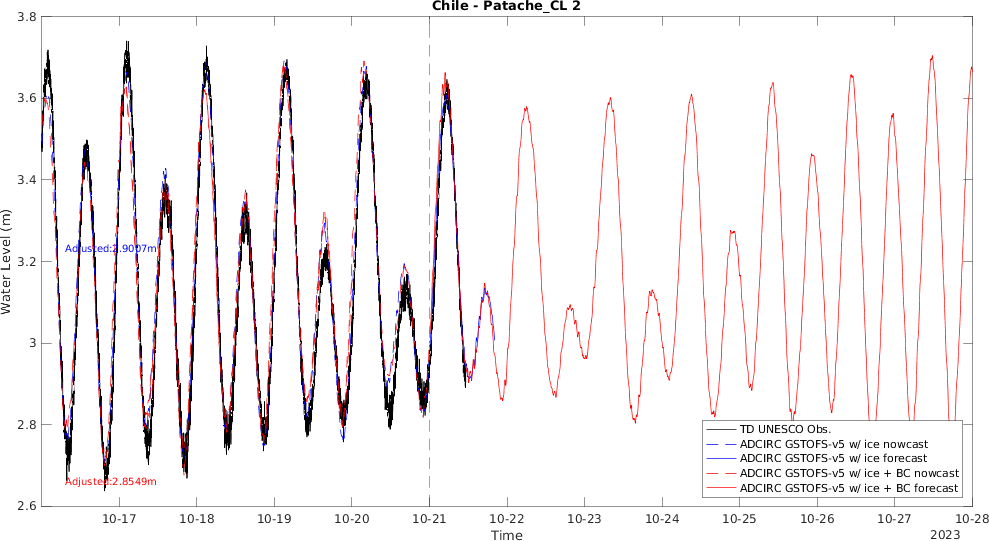 Chile - Patache_CL 2
Water Level (m)
3.8
3.6
3.4
3.2
3
2.8
2.6
Adjusted:2.9007m
Adjusted:2.8549m
TD UNESCO Obs.
ADCIRC GSTOFS-v5 w/ ice nowcast
ADCIRC GSTOFS-v5 w/ ice forecast
ADCIRC GSTOFS-v5 w/ ice + BC nowcast
ADCIRC GSTOFS-v5 w/ ice + BC forecast
10-17 10-18 10-19 10-20 10-21 10-22 10-23 10-24 10-25 10-26 10-27 10-28
Time
2023